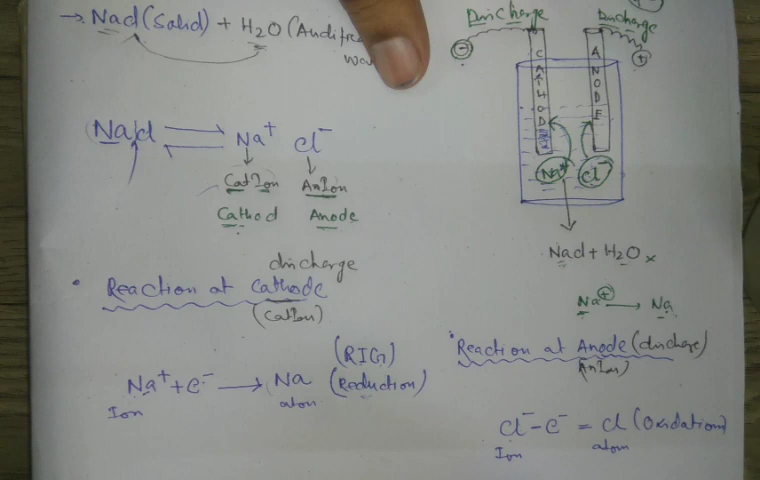 → NaCl (Solid) + H₂O (Acidifie
wa
NaCl ⇌ Na⁺ Cl⁻
CatIon AnIon
Cathod Anode
discharge
• Reaction at Cathode
(CatIon)
Na⁺ + e⁻ → Na (Reduction)
(RIG)
Ion atom
Discharge Discharge
⊖ ⊕
CATHODE ANODE
Na⁺ Cl⁻
NaCl + H₂O ×
Na⊕ → Na
• Reaction at Anode (discharge)
(AnIon)
Cl⁻ - e⁻ = Cl (Oxidation)
Ion atom